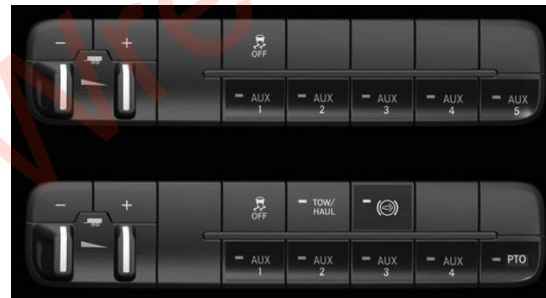 - +
OFF
AUX AUX AUX AUX AUX
1 2 3 4 5
- +
OFF TOW/
HAUL
AUX AUX AUX AUX PTO
1 2 3 4